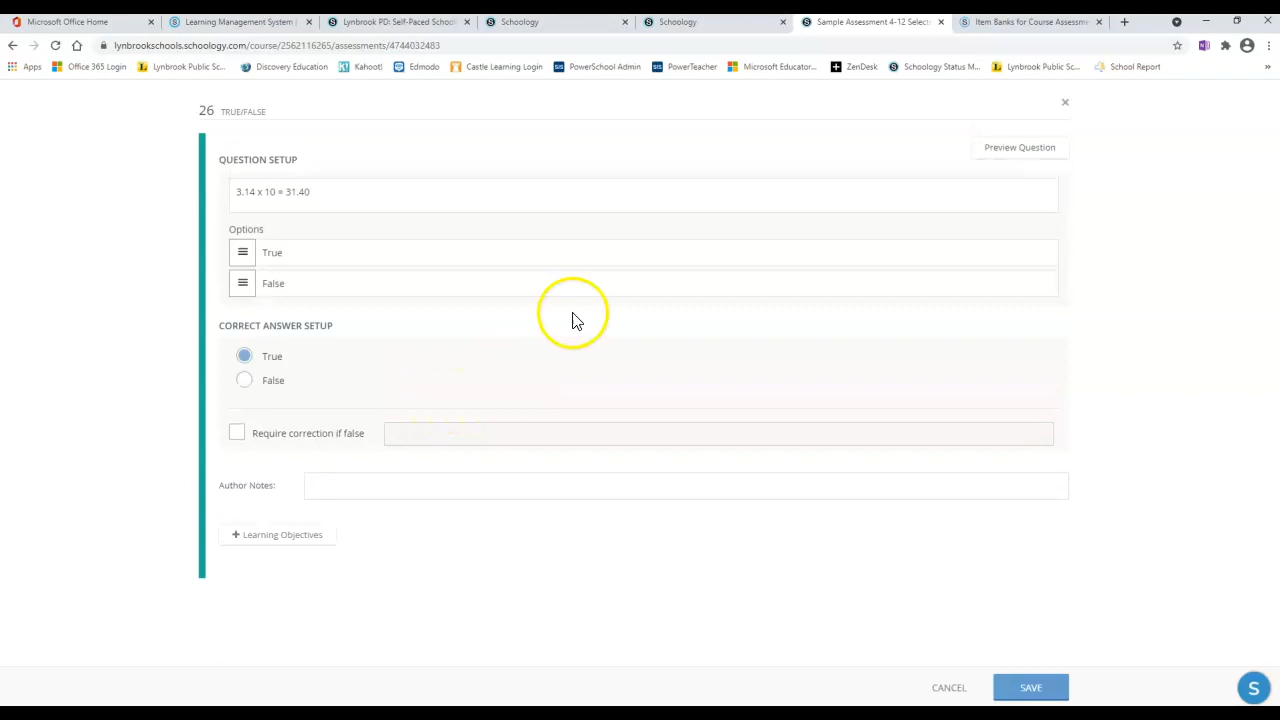 Microsoft Office Home
Learning Management System |
Lynbrook PD: Self-Paced Schoolo
Schoology
Schoology
Sample Assessment 4-12 Select
Item Banks for Course Assessme
lynbrookschools.schoology.com/course/2562116265/assessments/4744032483
Apps
Office 365 Login
Lynbrook Public Sc...
Discovery Education
Kahoot!
Edmodo
Castle Learning Login
PowerSchool Admin
PowerTeacher
Microsoft Educator...
ZenDesk
Schoology Status M...
Lynbrook Public Sc...
School Report
26 TRUE/FALSE
Preview Question
QUESTION SETUP
3.14 x 10 = 31.40
Options
True
False
CORRECT ANSWER SETUP
True
False
Require correction if false
Author Notes:
+ Learning Objectives
CANCEL
SAVE
S